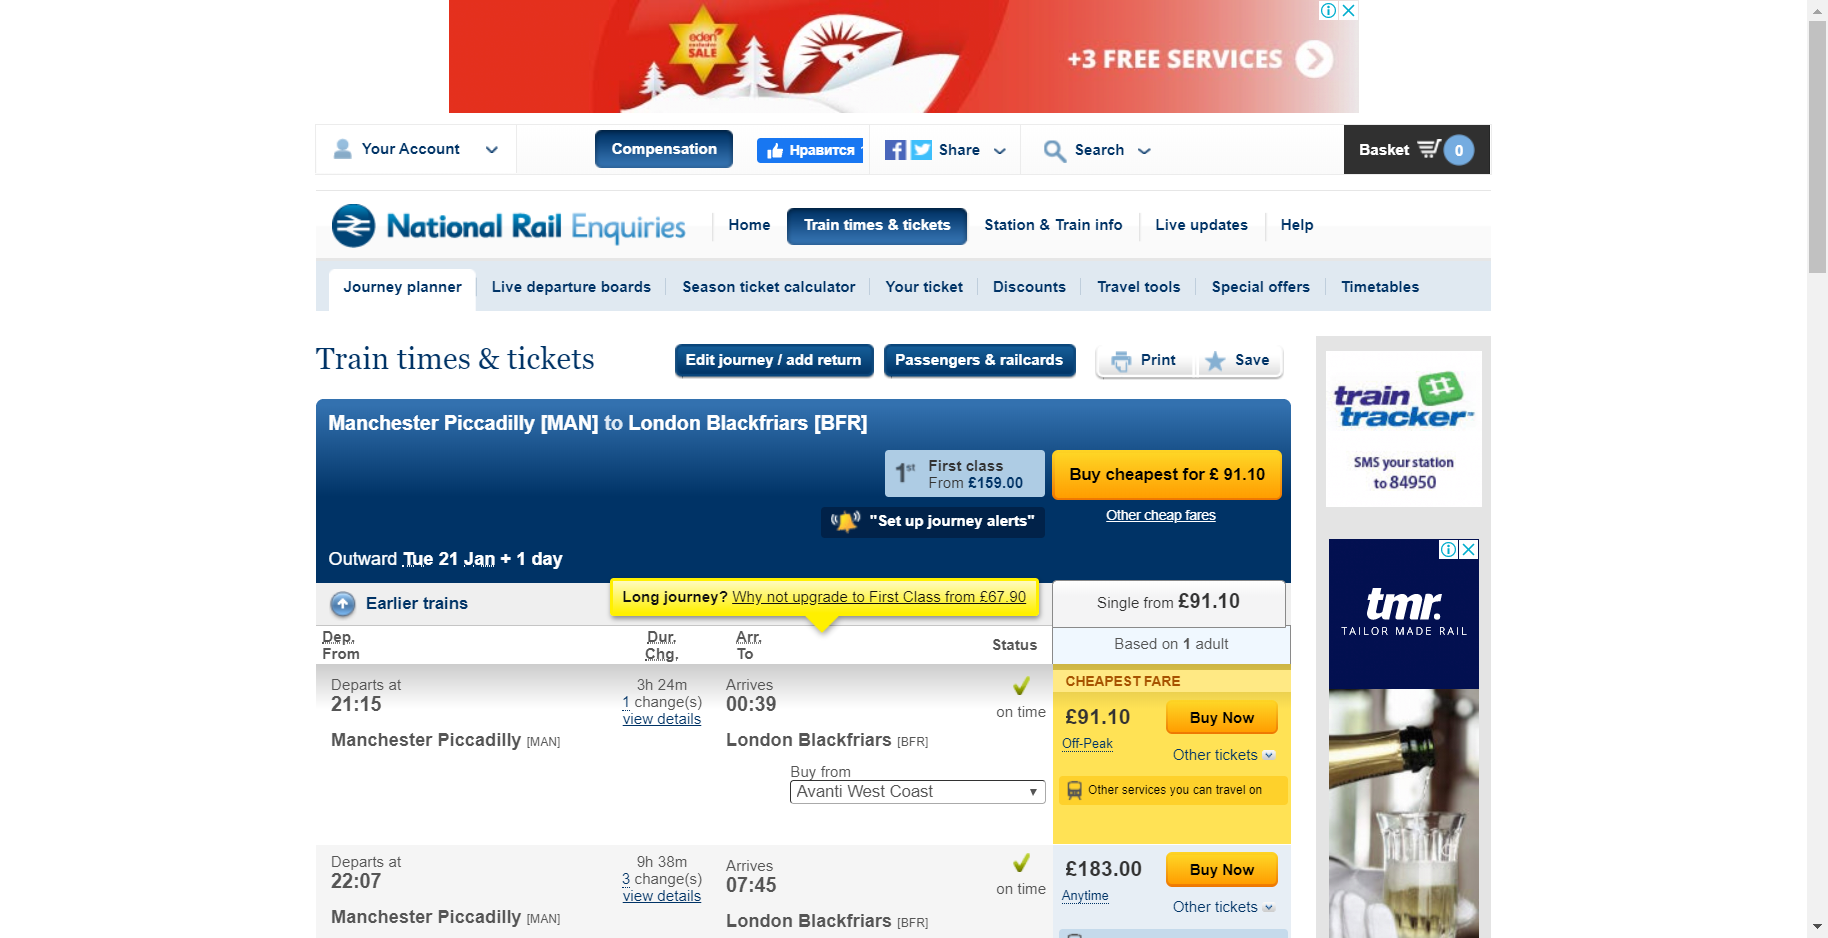 eden
exclusive
SALE
+3 FREE SERVICES
Your Account
Compensation
Нравится
Share
Search
Basket
0
National Rail Enquiries
Home
Train times & tickets
Station & Train info
Live updates
Help
Journey planner
Live departure boards
Season ticket calculator
Your ticket
Discounts
Travel tools
Special offers
Timetables
Train times & tickets
Edit journey / add return
Passengers & railcards
Print
Save
Manchester Piccadilly [MAN] to London Blackfriars [BFR]
1st
First class
From £159.00
Buy cheapest for £ 91.10
"Set up journey alerts"
Other cheap fares
Outward Tue 21 Jan + 1 day
Earlier trains
Long journey? Why not upgrade to First Class from £67.90
Single from £91.10
Dep.
From
Dur.
Chg.
Arr.
To
Status
Based on 1 adult
Departs at
21:15
Manchester Piccadilly [MAN]
3h 24m
1 change(s)
view details
Arrives
00:39
London Blackfriars [BFR]
on time
Buy from
Avanti West Coast
CHEAPEST FARE
£91.10
Off-Peak
Buy Now
Other tickets
Other services you can travel on
Departs at
22:07
Manchester Piccadilly [MAN]
9h 38m
3 change(s)
view details
Arrives
07:45
London Blackfriars [BFR]
on time
£183.00
Anytime
Buy Now
Other tickets
train
tracker™
SMS your station
to 84950
tmr.
TAILOR MADE RAIL